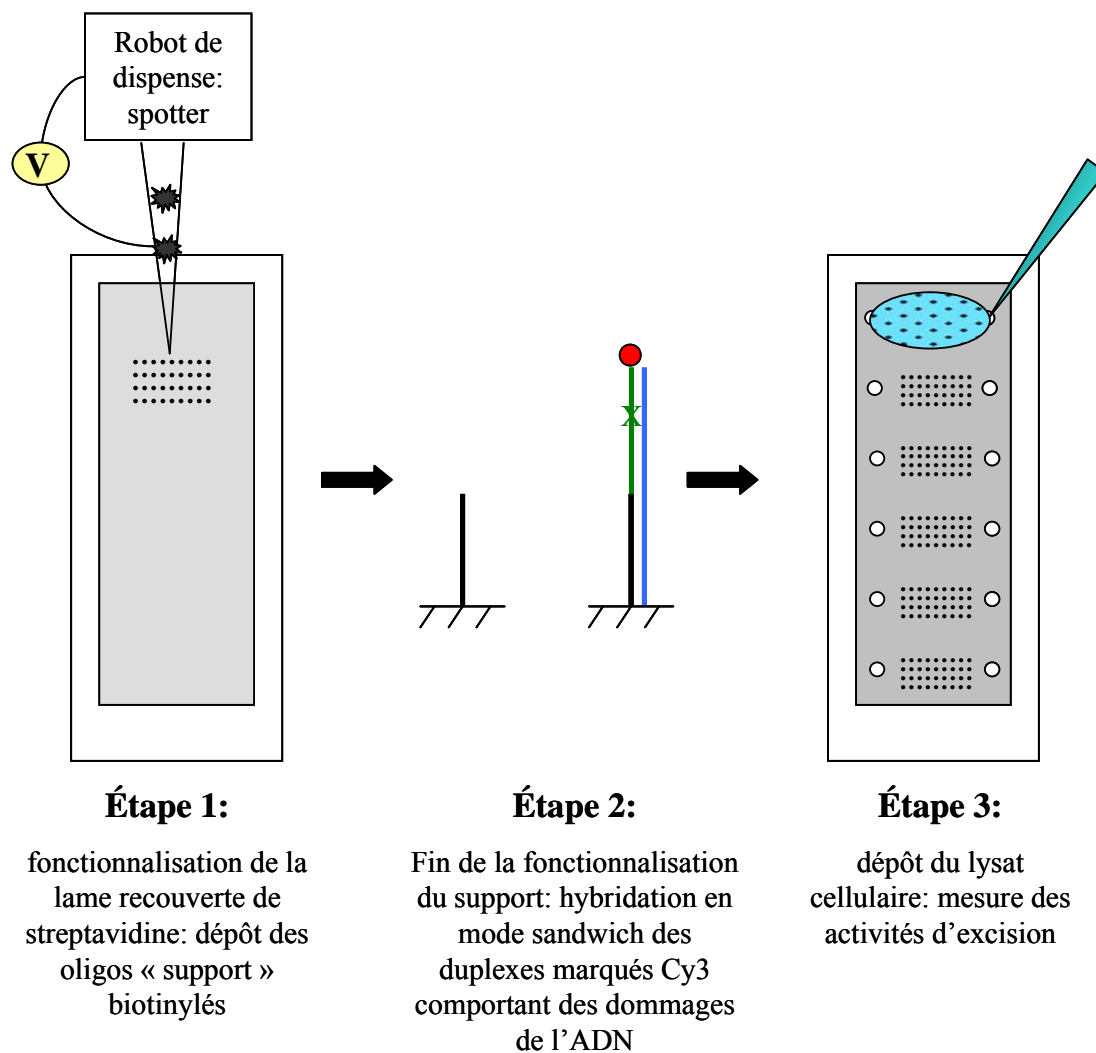 Robot de
dispense:
spotter
V
X
Étape 1:
fonctionnalisation de la
lame recouverte de
streptavidine: dépôt des
oligos « support »
biotinylés
Étape 2:
Fin de la fonctionnalisation
du support: hybridation en
mode sandwich des
duplexes marqués Cy3
comportant des dommages
de l’ADN
Étape 3:
dépôt du lysat
cellulaire: mesure des
activités d’excision